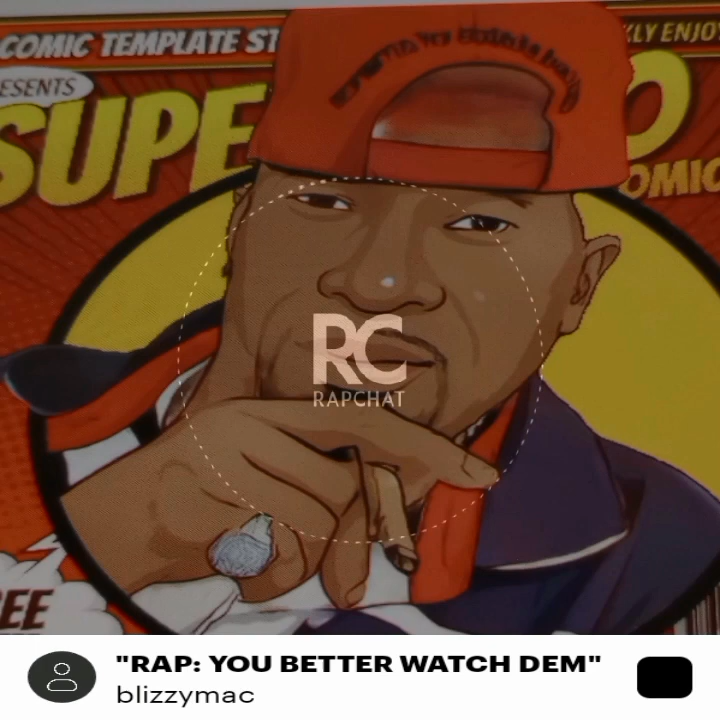 COMIC TEMPLATE ST
KLY ENJO
ESENTS
SUPE
O
OMIC
RC
RAPCHAT
EE
"RAP: YOU BETTER WATCH DEM"
blizzymac